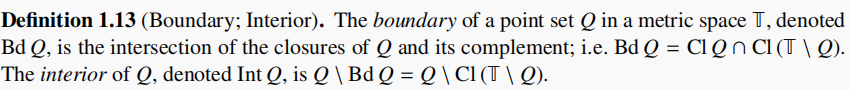 Definition 1.13 (Boundary; Interior). The boundary of a point set Q in a metric space 𝕋, denoted
Bd Q, is the intersection of the closures of Q and its complement; i.e. Bd Q = Cl Q ∩ Cl (𝕋 \ Q).
The interior of Q, denoted Int Q, is Q \ Bd Q = Q \ Cl (𝕋 \ Q).